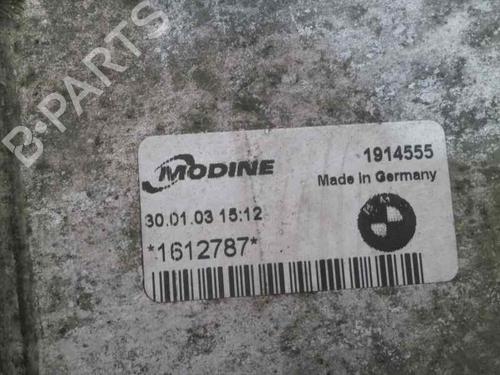 B-PARTS
MODINE
1914555
Made in Germany
30.01.03 15:12
*1612787*